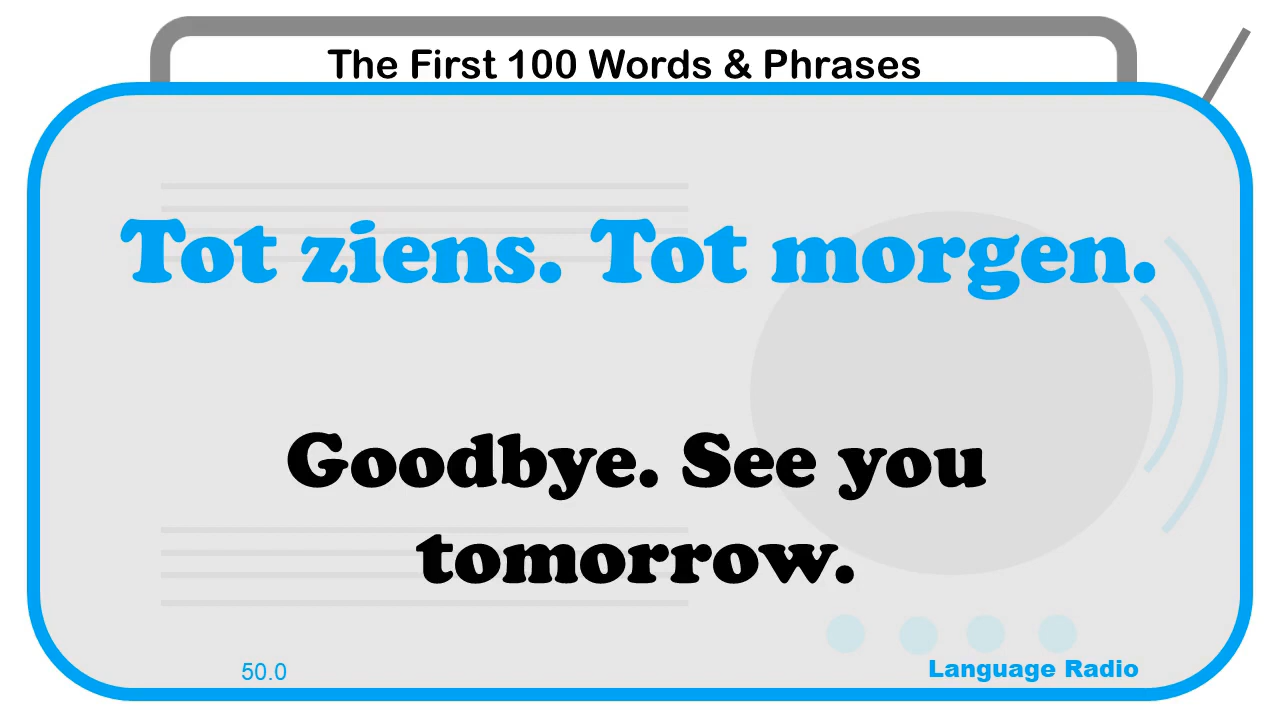 The First 100 Words & Phrases
Tot ziens. Tot morgen.
Goodbye. See you
tomorrow.
50.0
Language Radio